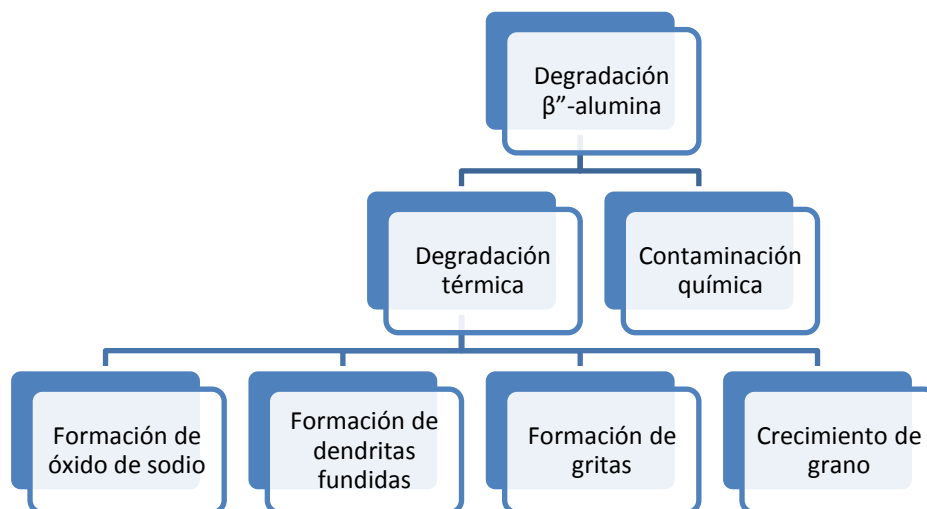 Degradación
β”-alumina
Degradación
térmica
Contaminación
química
Formación de
óxido de sodio
Formación de
dendritas
fundidas
Formación de
gritas
Crecimiento de
grano